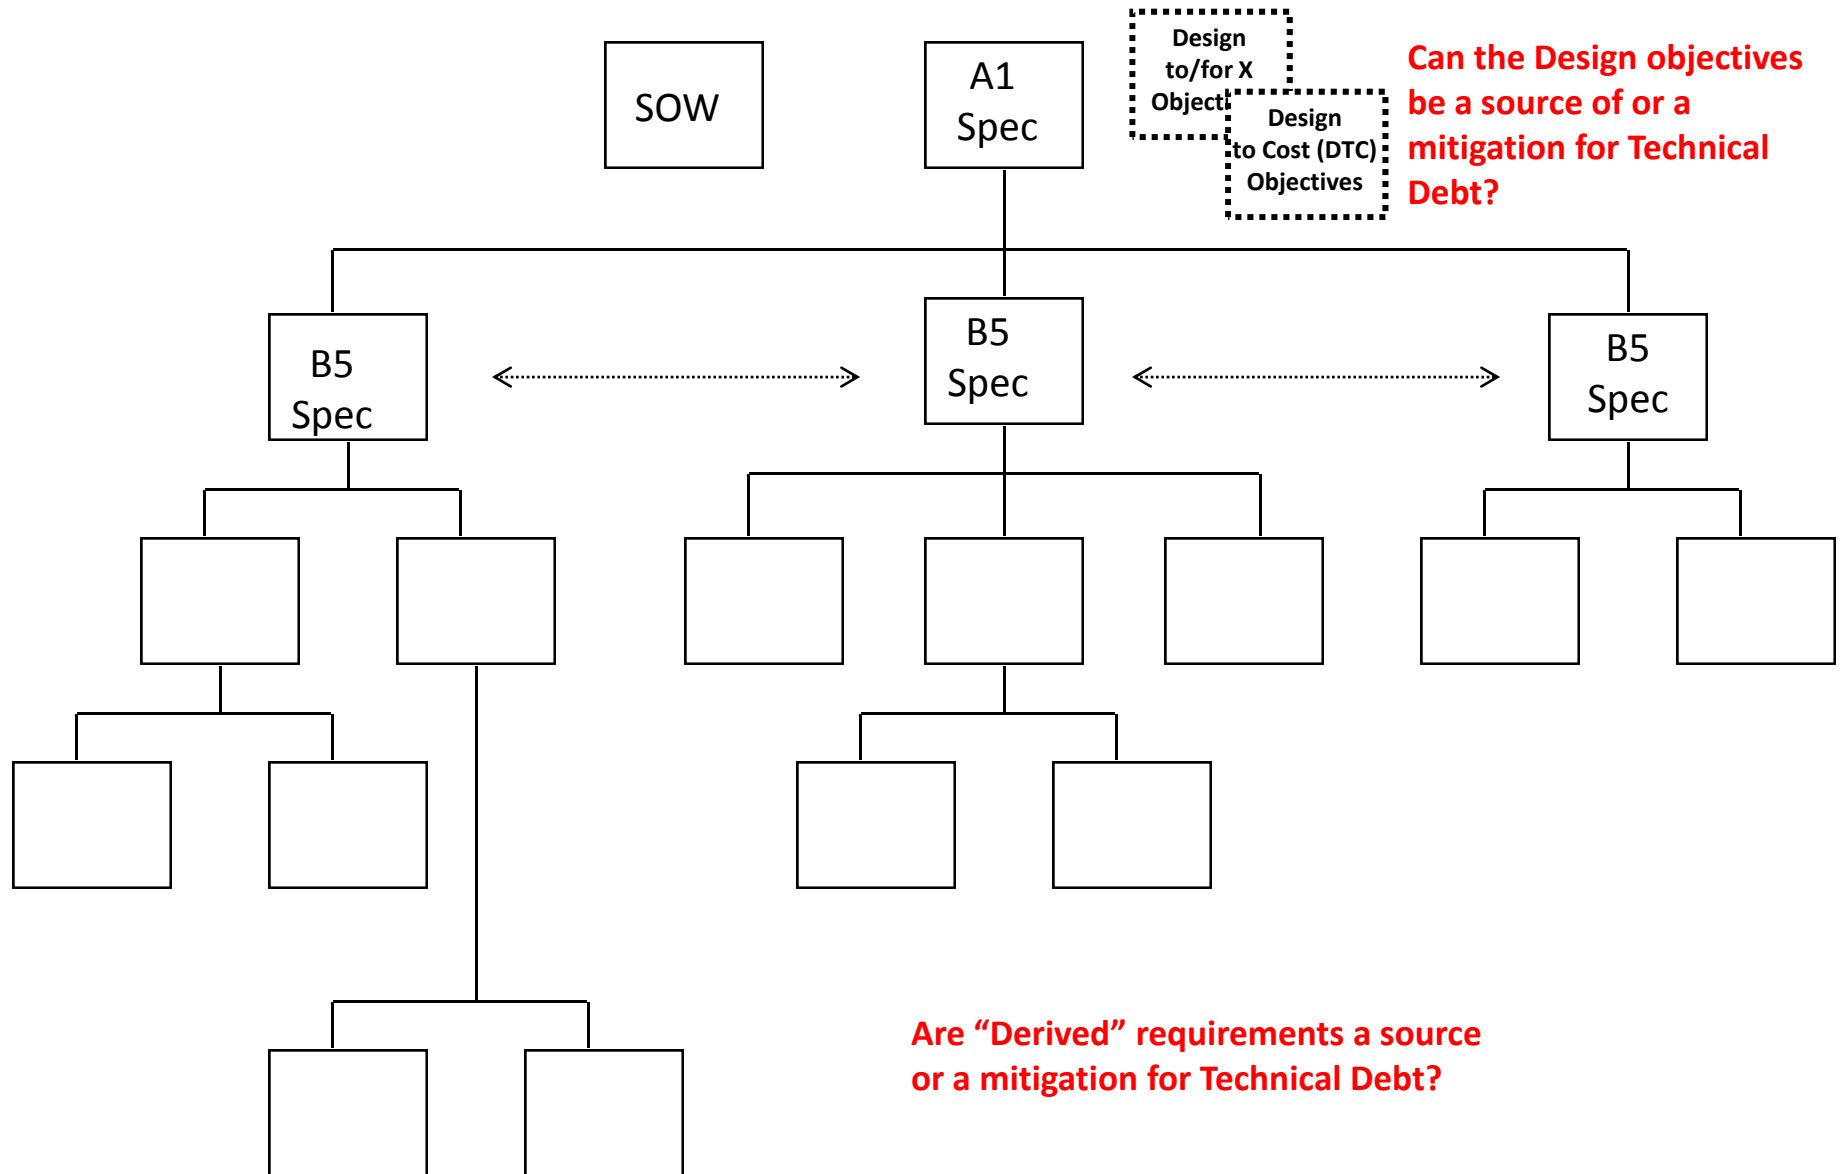 SOW
A1
Spec
Design
to/for X
Object
Design
to Cost (DTC)
Objectives
Can the Design objectives
be a source of or a
mitigation for Technical
Debt?
B5
Spec
B5
Spec
B5
Spec
Are “Derived” requirements a source
or a mitigation for Technical Debt?